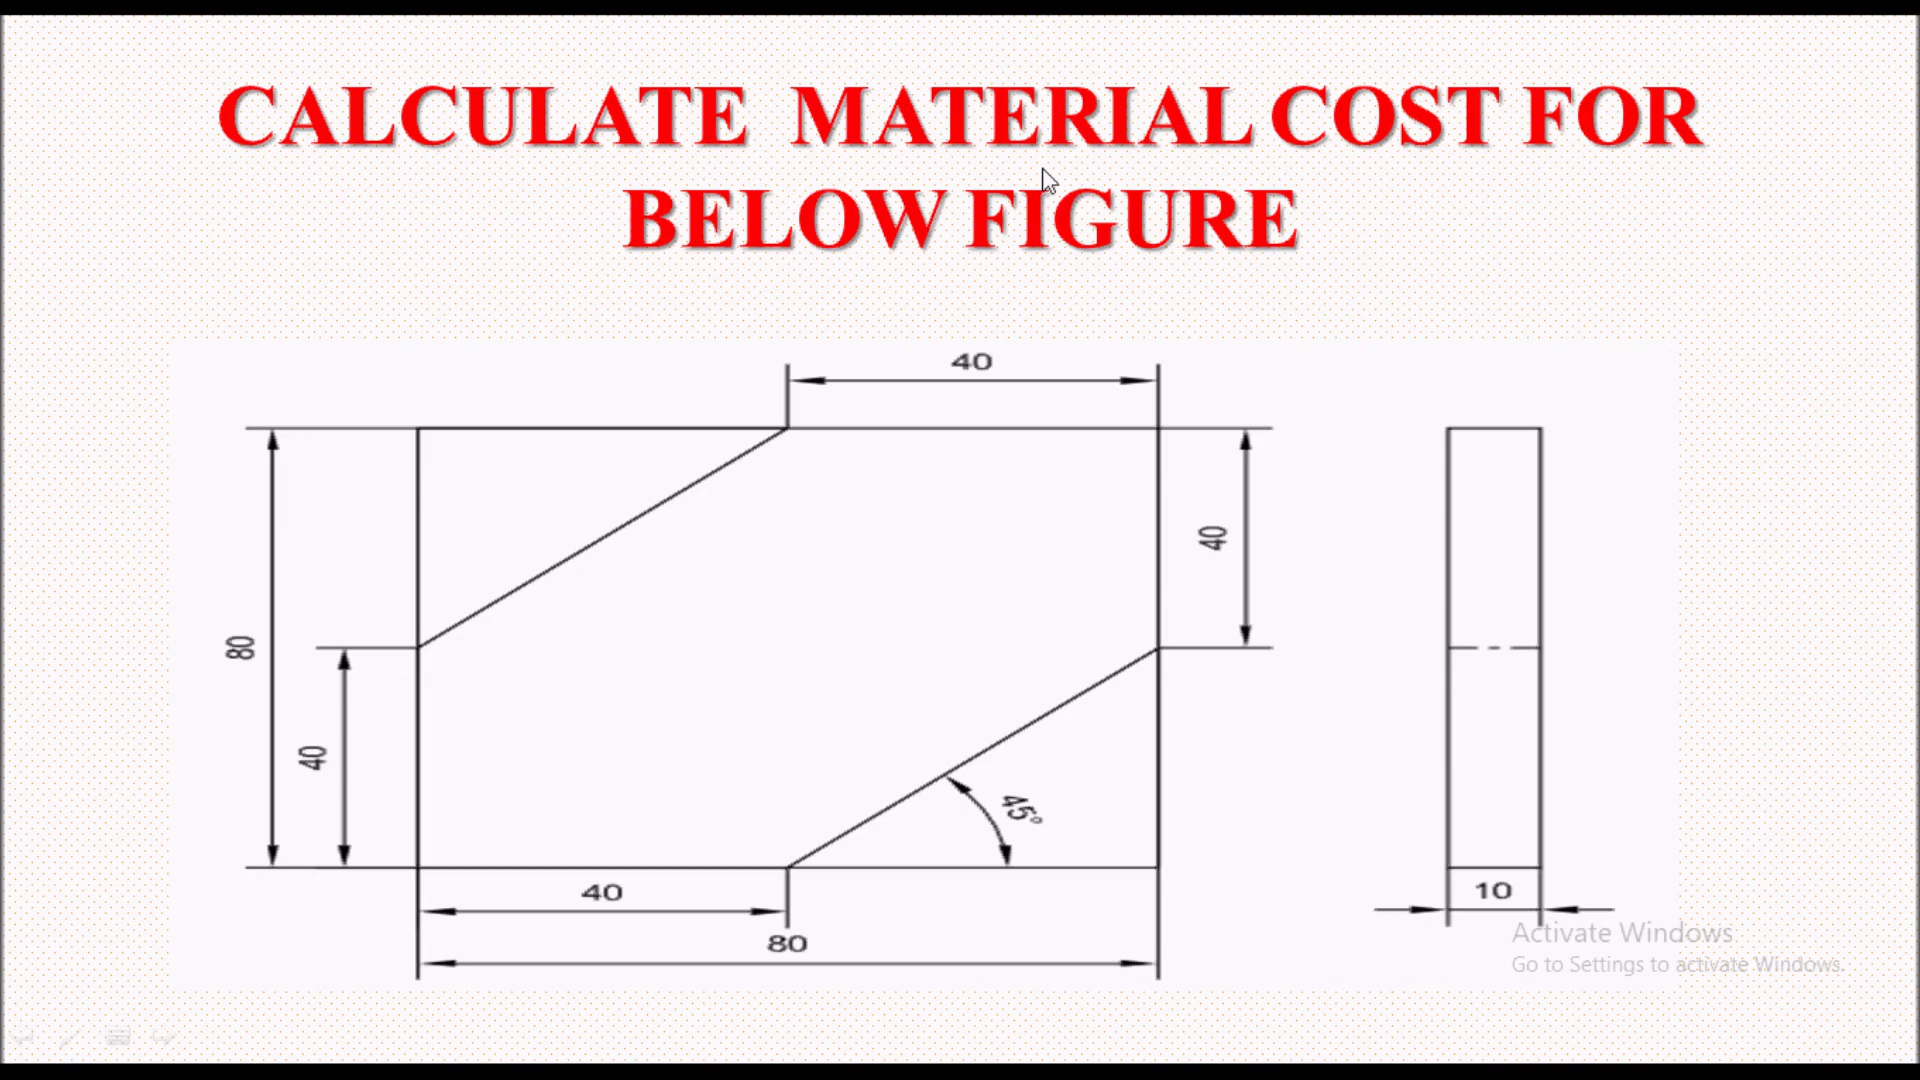 CALCULATE MATERIAL COST FOR
BELOW FIGURE
40
40
80
40
45°
40
10
80
Activate Windows
Go to Settings to activate Windows.